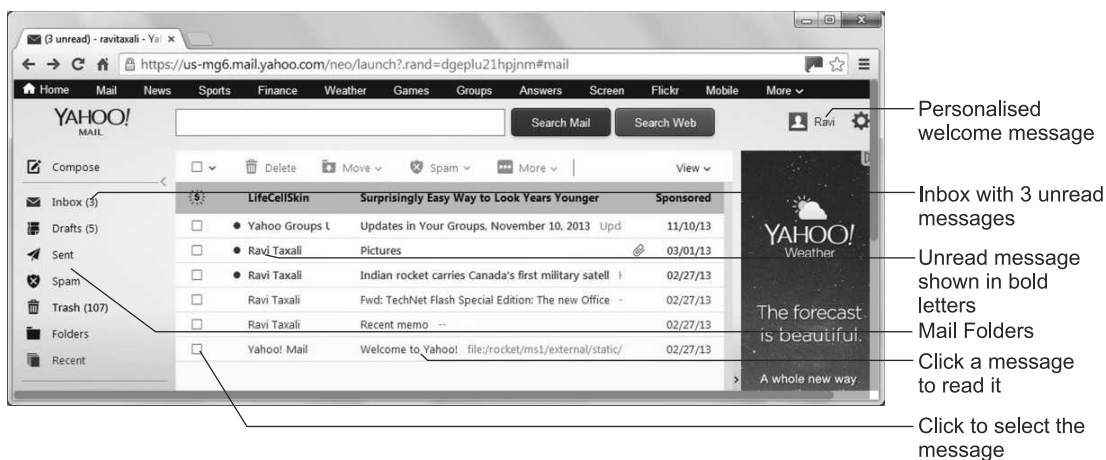 (3 unread) - ravitaxali - Ya
https://us-mg6.mail.yahoo.com/neo/launch?.rand=dgeplu21hpjnm#mail
Home Mail News Sports Finance Weather Games Groups Answers Screen Flickr Mobile More
YAHOO!
MAIL
Search Mail Search Web
Ravi
Personalised
welcome message
Compose
Delete Move Spam More View
Inbox (3)
Drafts (5)
Sent
Spam
Trash (107)
Folders
Recent
$ LifeCellSkin Surprisingly Easy Way to Look Years Younger Sponsored
Yahoo Groups U Updates in Your Groups, November 10, 2013 Upd 11/10/13
Ravi Taxali Pictures 03/01/13
Ravi Taxali Indian rocket carries Canada's first military satell 02/27/13
Ravi Taxali Fwd: TechNet Flash Special Edition: The new Office - 02/27/13
Ravi Taxali Recent memo -- 02/27/13
Yahoo! Mail Welcome to Yahoo! file:/rocket/ms1/external/static/ 02/27/13
YAHOO!
Weather
The forecast
is beautiful.
A whole new way
Inbox with 3 unread
messages
Unread message
shown in bold
letters
Mail Folders
Click a message
to read it
Click to select the
message